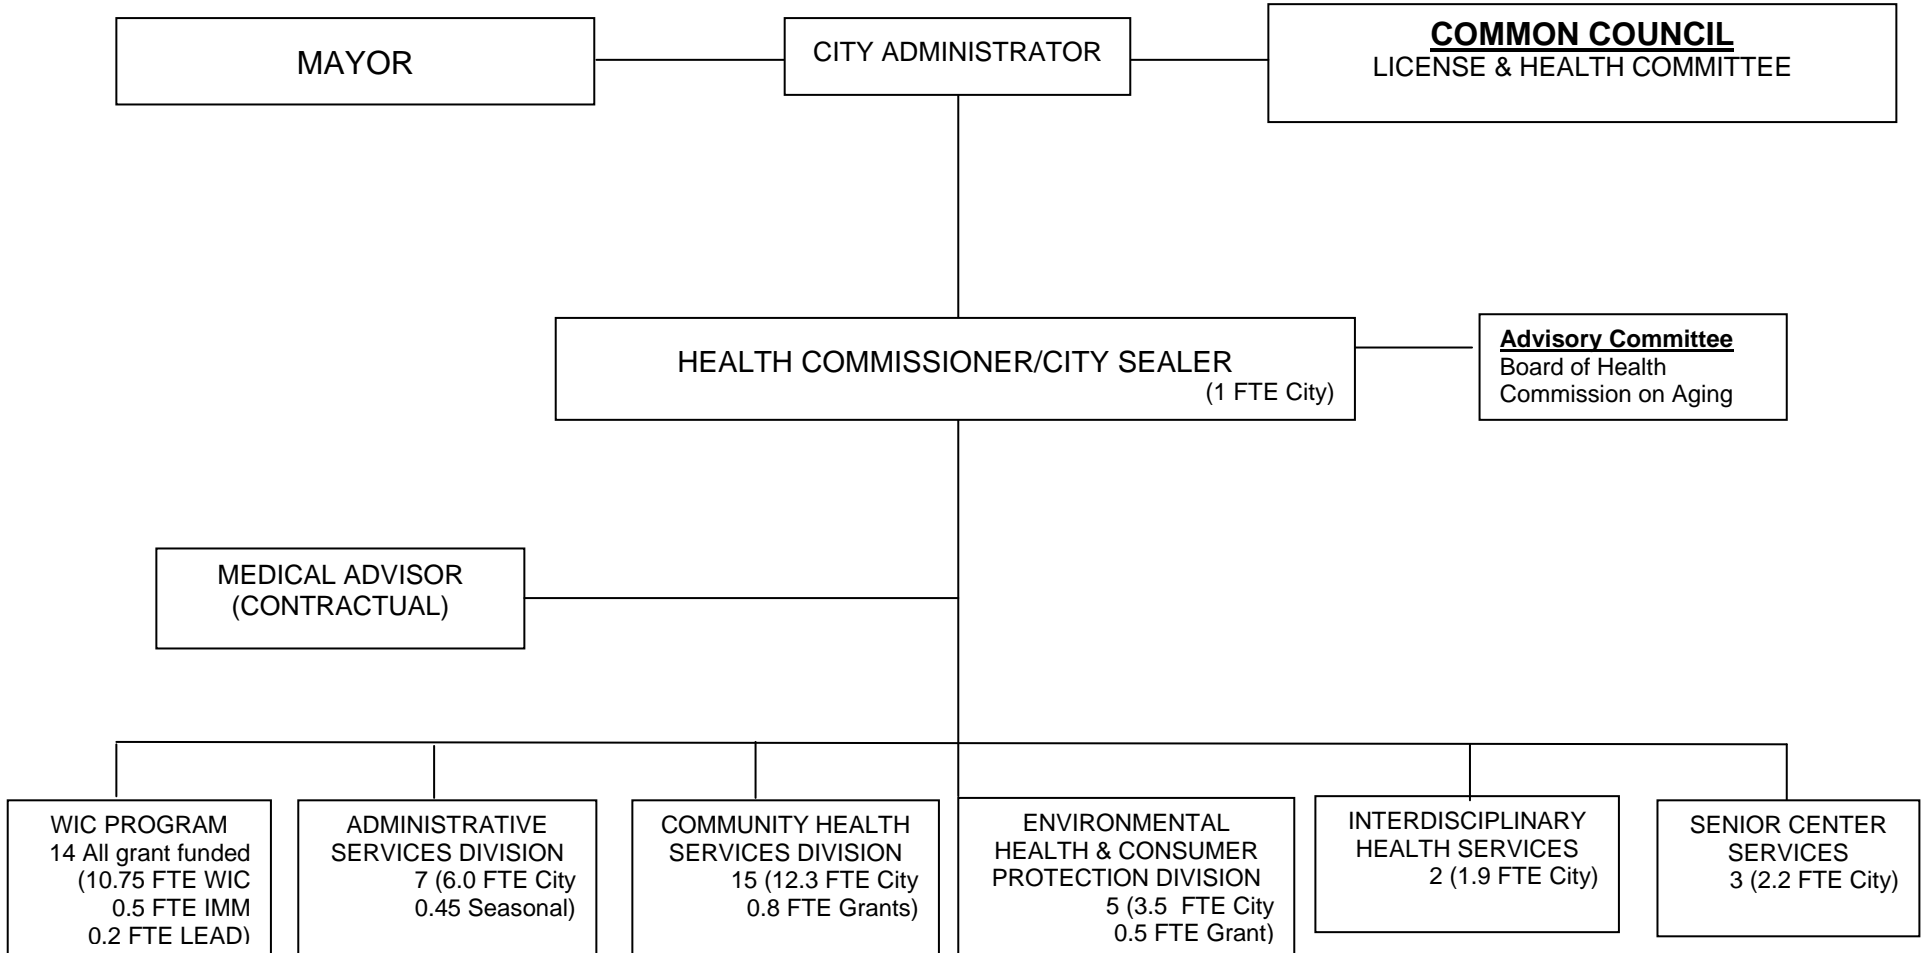 MAYOR
CITY ADMINISTRATOR
COMMON COUNCIL
LICENSE & HEALTH COMMITTEE
HEALTH COMMISSIONER/CITY SEALER
(1 FTE City)
Advisory Committee
Board of Health
Commission on Aging
MEDICAL ADVISOR
(CONTRACTUAL)
WIC PROGRAM
14 All grant funded
(10.75 FTE WIC
0.5 FTE IMM
0.2 FTE LEAD)
ADMINISTRATIVE
SERVICES DIVISION
7 (6.0 FTE City
0.45 Seasonal)
COMMUNITY HEALTH
SERVICES DIVISION
15 (12.3 FTE City
0.8 FTE Grants)
ENVIRONMENTAL
HEALTH & CONSUMER
PROTECTION DIVISION
5 (3.5 FTE City
0.5 FTE Grant)
INTERDISCIPLINARY
HEALTH SERVICES
2 (1.9 FTE City)
SENIOR CENTER
SERVICES
3 (2.2 FTE City)